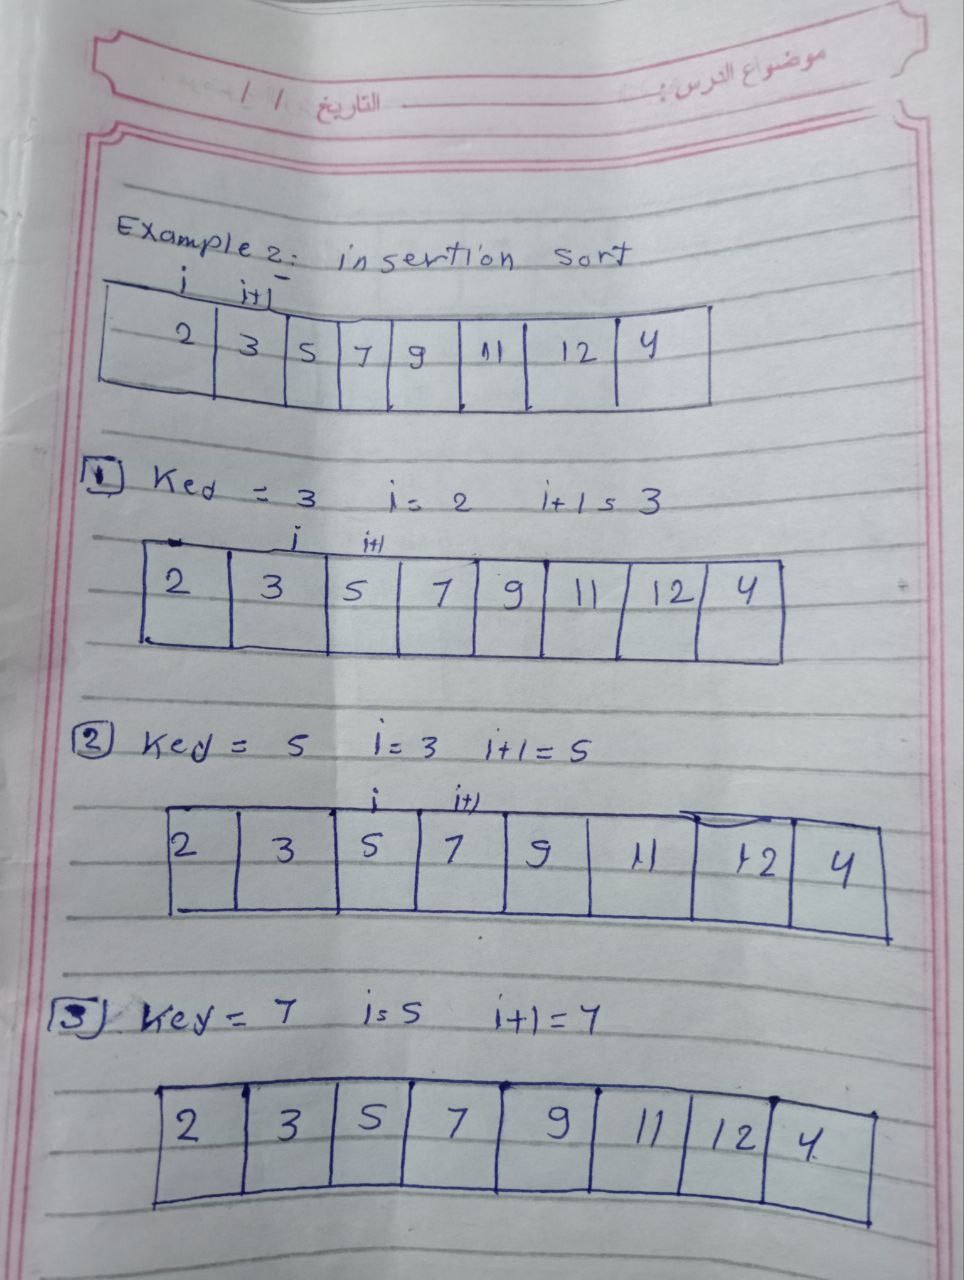 موضوع الدرس :
التاريخ / /
Example 2: insertion sort
i i+1
2 3 5 7 9 11 12 4
1 Key = 3 i = 2 i+1 = 3
i i+1
2 3 5 7 9 11 12 4
2 Key = 5 i = 3 i+1 = 5
i i+1
2 3 5 7 9 11 12 4
3 Key = 7 i = 5 i+1 = 7
2 3 5 7 9 11 12 4